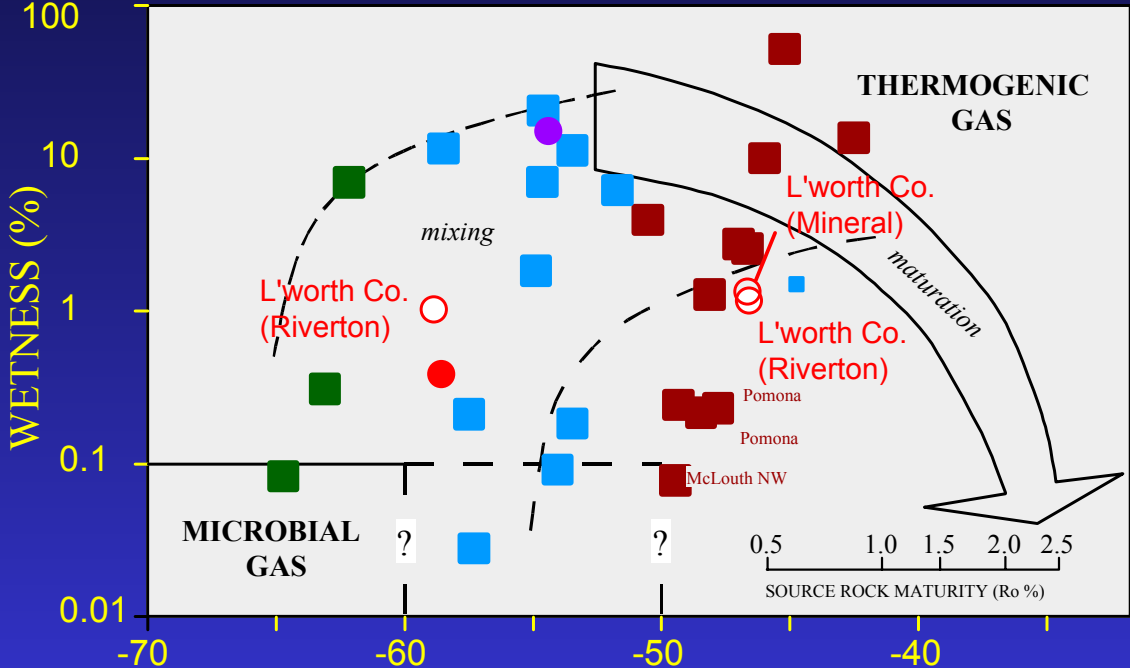 100
10
1
0.1
0.01
WETNESS (%)
THERMOGENIC
GAS
L'worth Co.
(Mineral)
mixing
maturation
L'worth Co.
(Riverton)
L'worth Co.
(Riverton)
Pomona
Pomona
McLouth NW
MICROBIAL
GAS
?
?
0.5 1.0 1.5 2.0 2.5
SOURCE ROCK MATURITY (Ro %)
-70 -60 -50 -40